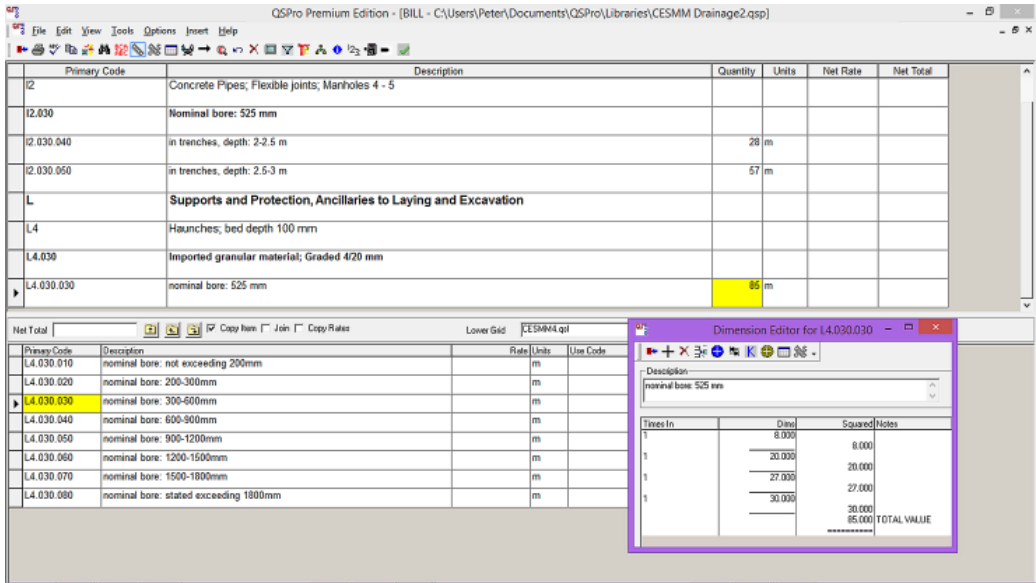 QSPro Premium Edition - [BILL - C:\Users\Peter\Documents\QSPro\Libraries\CESMM Drainage2.qsp]
File Edit View Tools Options Insert Help
Primary Code Description Quantity Units Net Rate Net Total
I2 Concrete Pipes; Flexible joints; Manholes 4 - 5
I2.030 Nominal bore: 525 mm
I2.030.040 in trenches, depth: 2-2.5 m 28 m
I2.030.050 in trenches, depth: 2.5-3 m 57 m
L Supports and Protection, Ancillaries to Laying and Excavation
L4 Haunches; bed depth 100 mm
L4.030 Imported granular material; Graded 4/20 mm
L4.030.030 nominal bore: 525 mm 85 m
Net Total Copy Item Join Copy Rates Lower Grid CESMM4.qsl
Primary Code Description Rate Units Use Code
L4.030.010 nominal bore: not exceeding 200mm m
L4.030.020 nominal bore: 200-300mm m
L4.030.030 nominal bore: 300-600mm m
L4.030.040 nominal bore: 600-900mm m
L4.030.050 nominal bore: 900-1200mm m
L4.030.060 nominal bore: 1200-1500mm m
L4.030.070 nominal bore: 1500-1800mm m
L4.030.080 nominal bore: stated exceeding 1800mm m
Dimension Editor for L4.030.030
Description
nominal bore: 525 mm
Times In Dims Squared Notes
1 8.000
8.000
1 20.000
20.000
1 27.000
27.000
1 30.000
30.000
85.000 TOTAL VALUE
==========